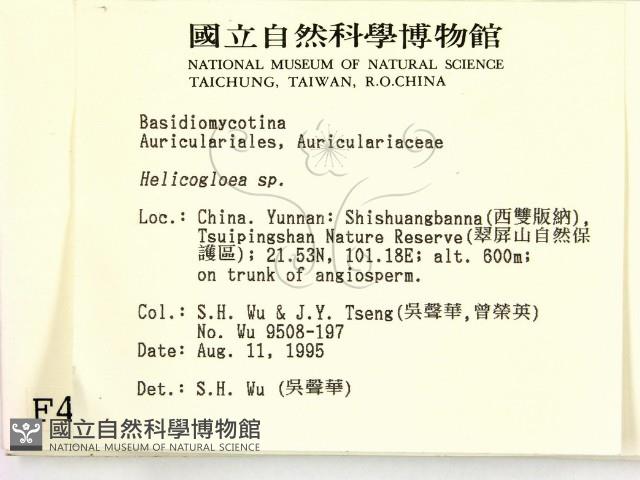 國立自然科學博物館
NATIONAL MUSEUM OF NATURAL SCIENCE
TAICHUNG, TAIWAN, R.O.CHINA
Basidiomycotina
Auriculariales, Auriculariaceae
Helicogloea sp.
Loc.: China. Yunnan: Shishuangbanna(西雙版納),
Tsuipingshan Nature Reserve(翠屏山自然保
護區); 21.53N, 101.18E; alt. 600m;
on trunk of angiosperm.
Col.: S.H. Wu & J.Y. Tseng(吳聲華,曾榮英)
No. Wu 9508-197
Date: Aug. 11, 1995
Det.: S.H. Wu (吳聲華)
F4
國立自然科學博物館
NATIONAL MUSEUM OF NATURAL SCIENCE